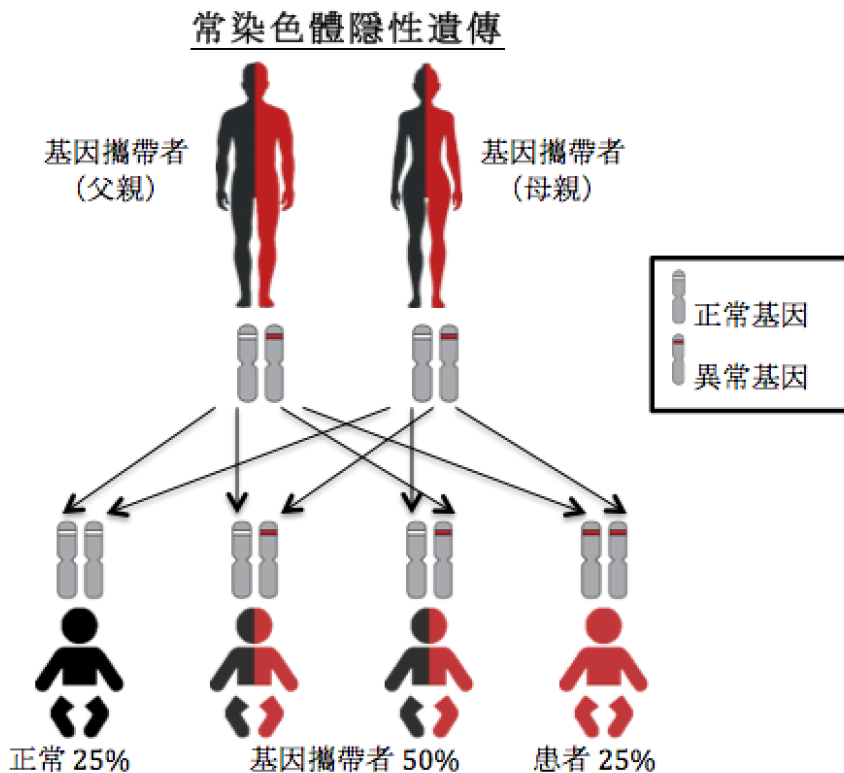 常染色體隱性遺傳
基因攜帶者
(父親)
基因攜帶者
(母親)
正常基因
異常基因
正常 25%
基因攜帶者 50%
患者 25%